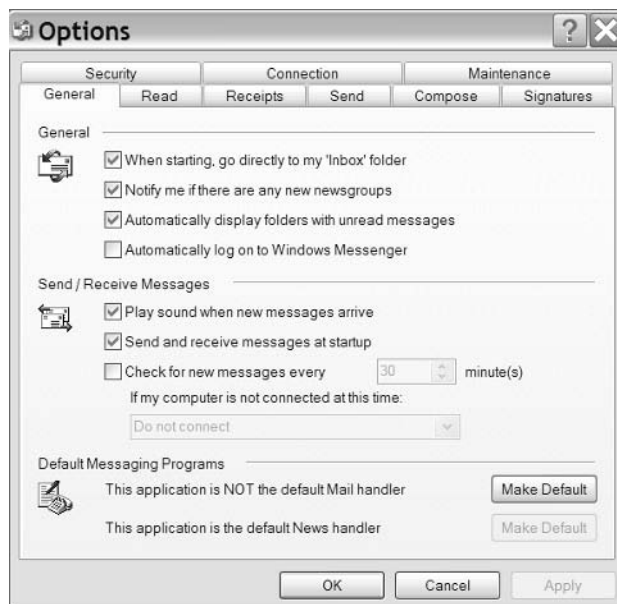 Options
Security Connection Maintenance
General Read Receipts Send Compose Signatures
General
When starting, go directly to my 'Inbox' folder
Notify me if there are any new newsgroups
Automatically display folders with unread messages
Automatically log on to Windows Messenger
Send / Receive Messages
Play sound when new messages arrive
Send and receive messages at startup
Check for new messages every 30 minute(s)
If my computer is not connected at this time:
Do not connect
Default Messaging Programs
This application is NOT the default Mail handler Make Default
This application is the default News handler Make Default
OK Cancel Apply